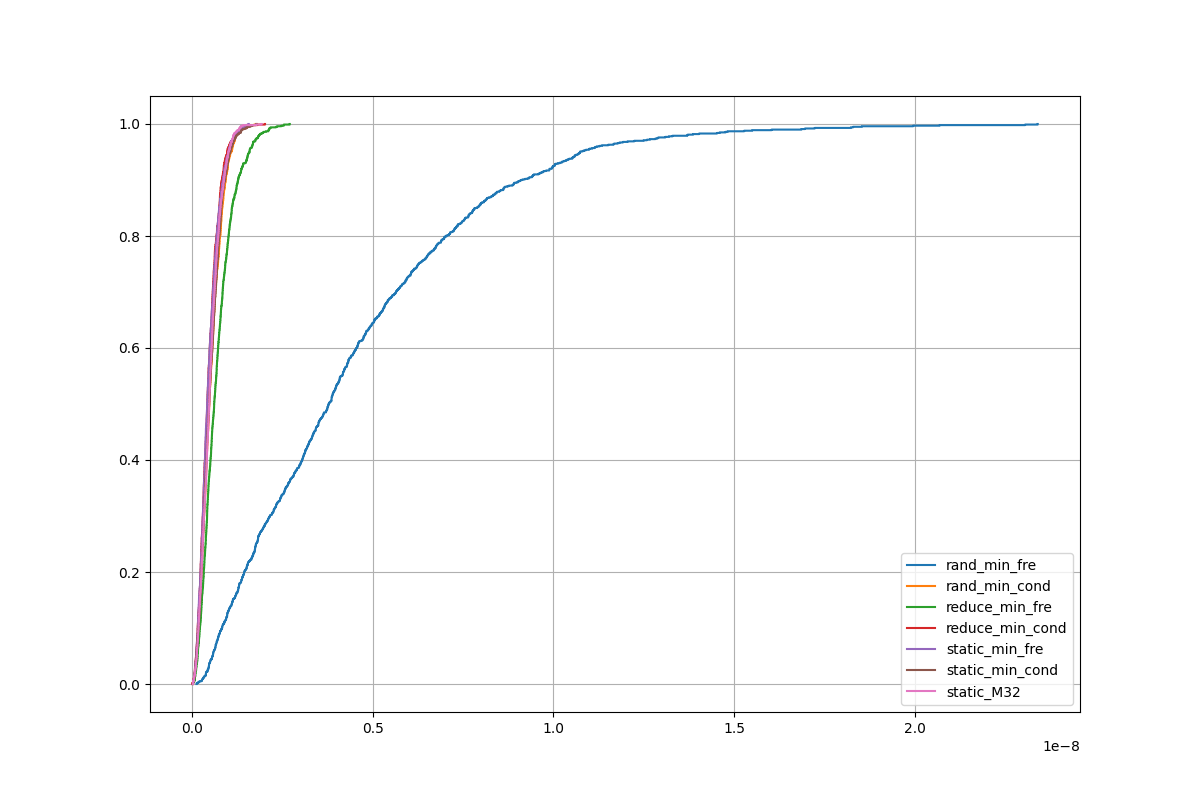 1.0
0.8
0.6
0.4
0.2
0.0
0.0 0.5 1.0 1.5 2.0
1e−8
rand_min_fre
rand_min_cond
reduce_min_fre
reduce_min_cond
static_min_fre
static_min_cond
static_M32